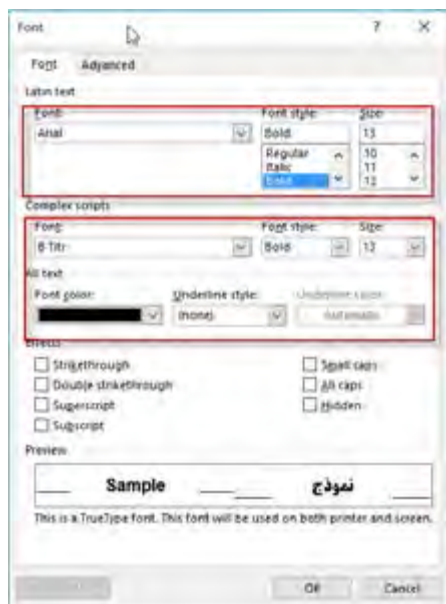 Font ? ×
Font Advanced
Latin text
Font: Font style: Size:
Arial Bold 13
Regular 10
Italic 11
Bold 12
Complex scripts
Font: Font style: Size:
B Titr Bold 13
All text
Font color: Underline style: Underline color:
(none) Automatic
Effects
Strikethrough Small caps
Double strikethrough All caps
Superscript Hidden
Subscript
Preview
Sample نموذج
This is a TrueType font. This font will be used on both printer and screen.
OK Cancel